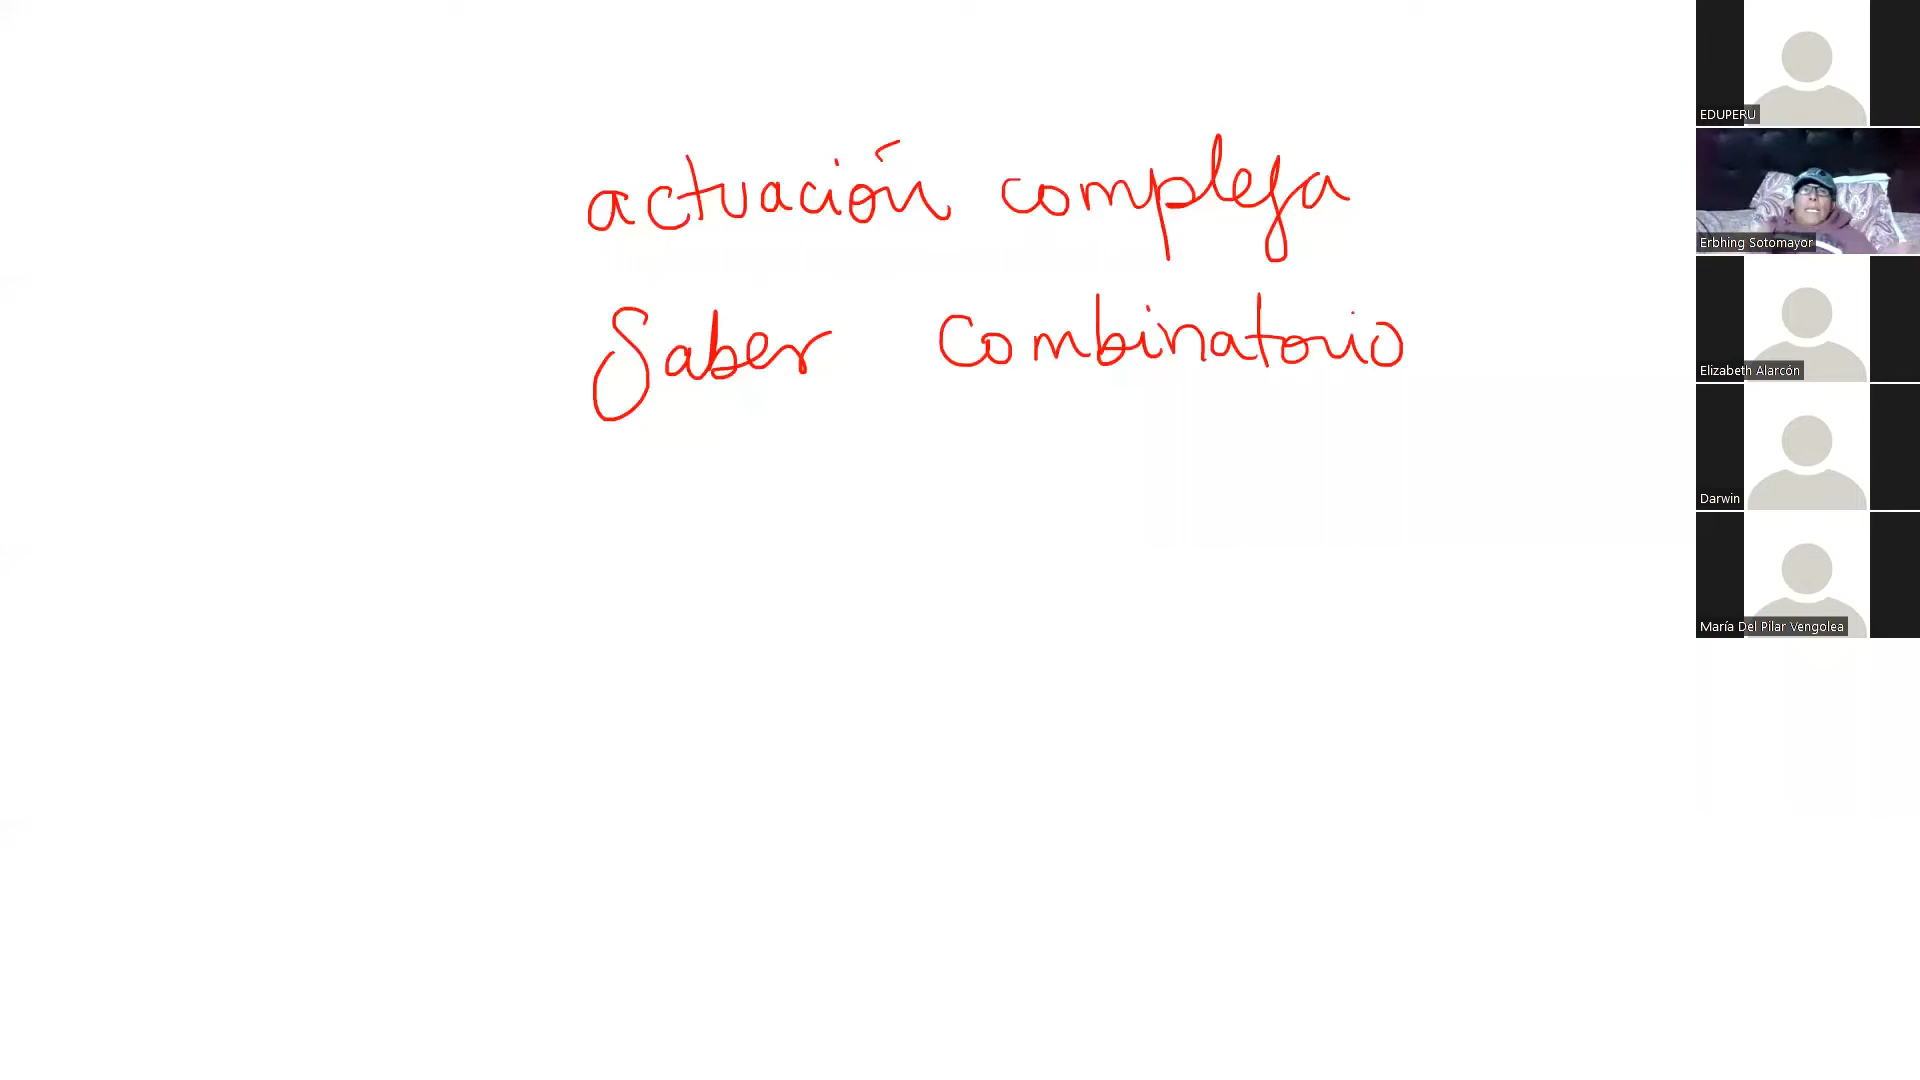 actuación compleja
Saber combinatorio
EDUPERU
Erbhing Sotomayor
Elizabeth Alarcón
Darwin
María Del Pilar Vengolea